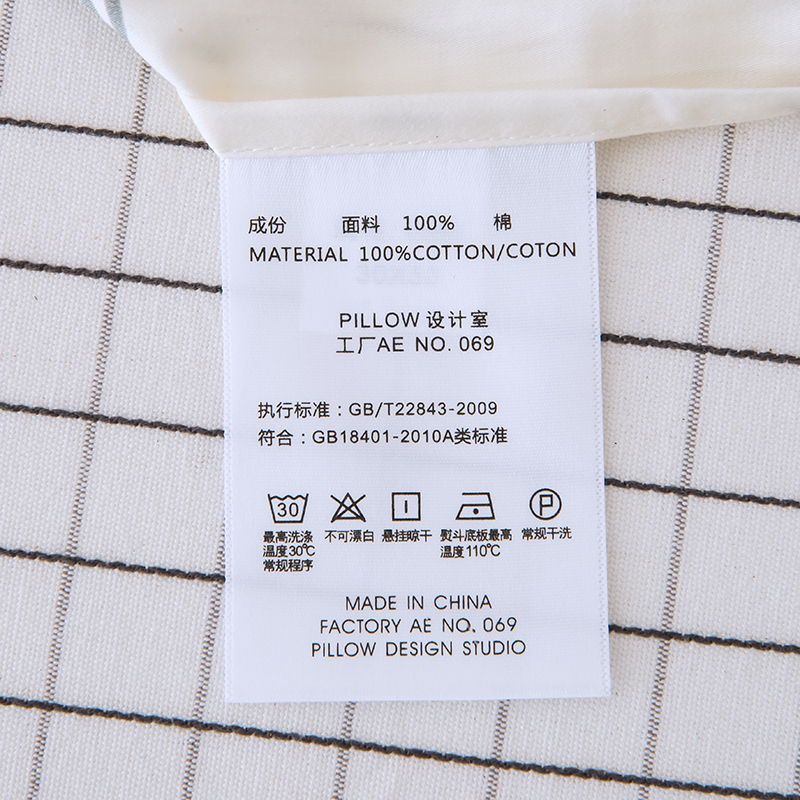 成份 面料 100% 棉
MATERIAL 100%COTTON/COTON
PILLOW 设计室
工厂AE NO. 069
执行标准：GB/T22843-2009
符合：GB18401-2010A类标准
30
P
最高洗涤 不可漂白 悬挂晾干 熨斗底板最高 常规干洗
温度30℃ 温度110℃
常规程序
MADE IN CHINA
FACTORY AE NO. 069
PILLOW DESIGN STUDIO